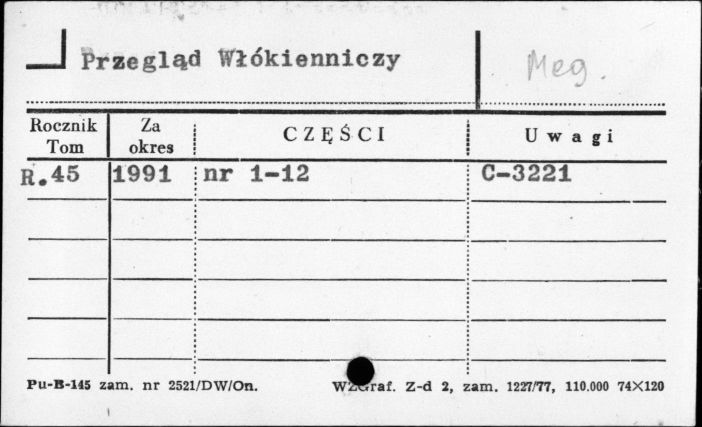 Przegląd Włókienniczy
Meg.
Rocznik Tom Za okres CZĘŚCI Uwagi
R.45 1991 nr 1-12 C-3221
Pu-B-145 zam. nr 2521/DW/On. WZGraf. Z-d 2, zam. 1227/77, 110.000 74X120